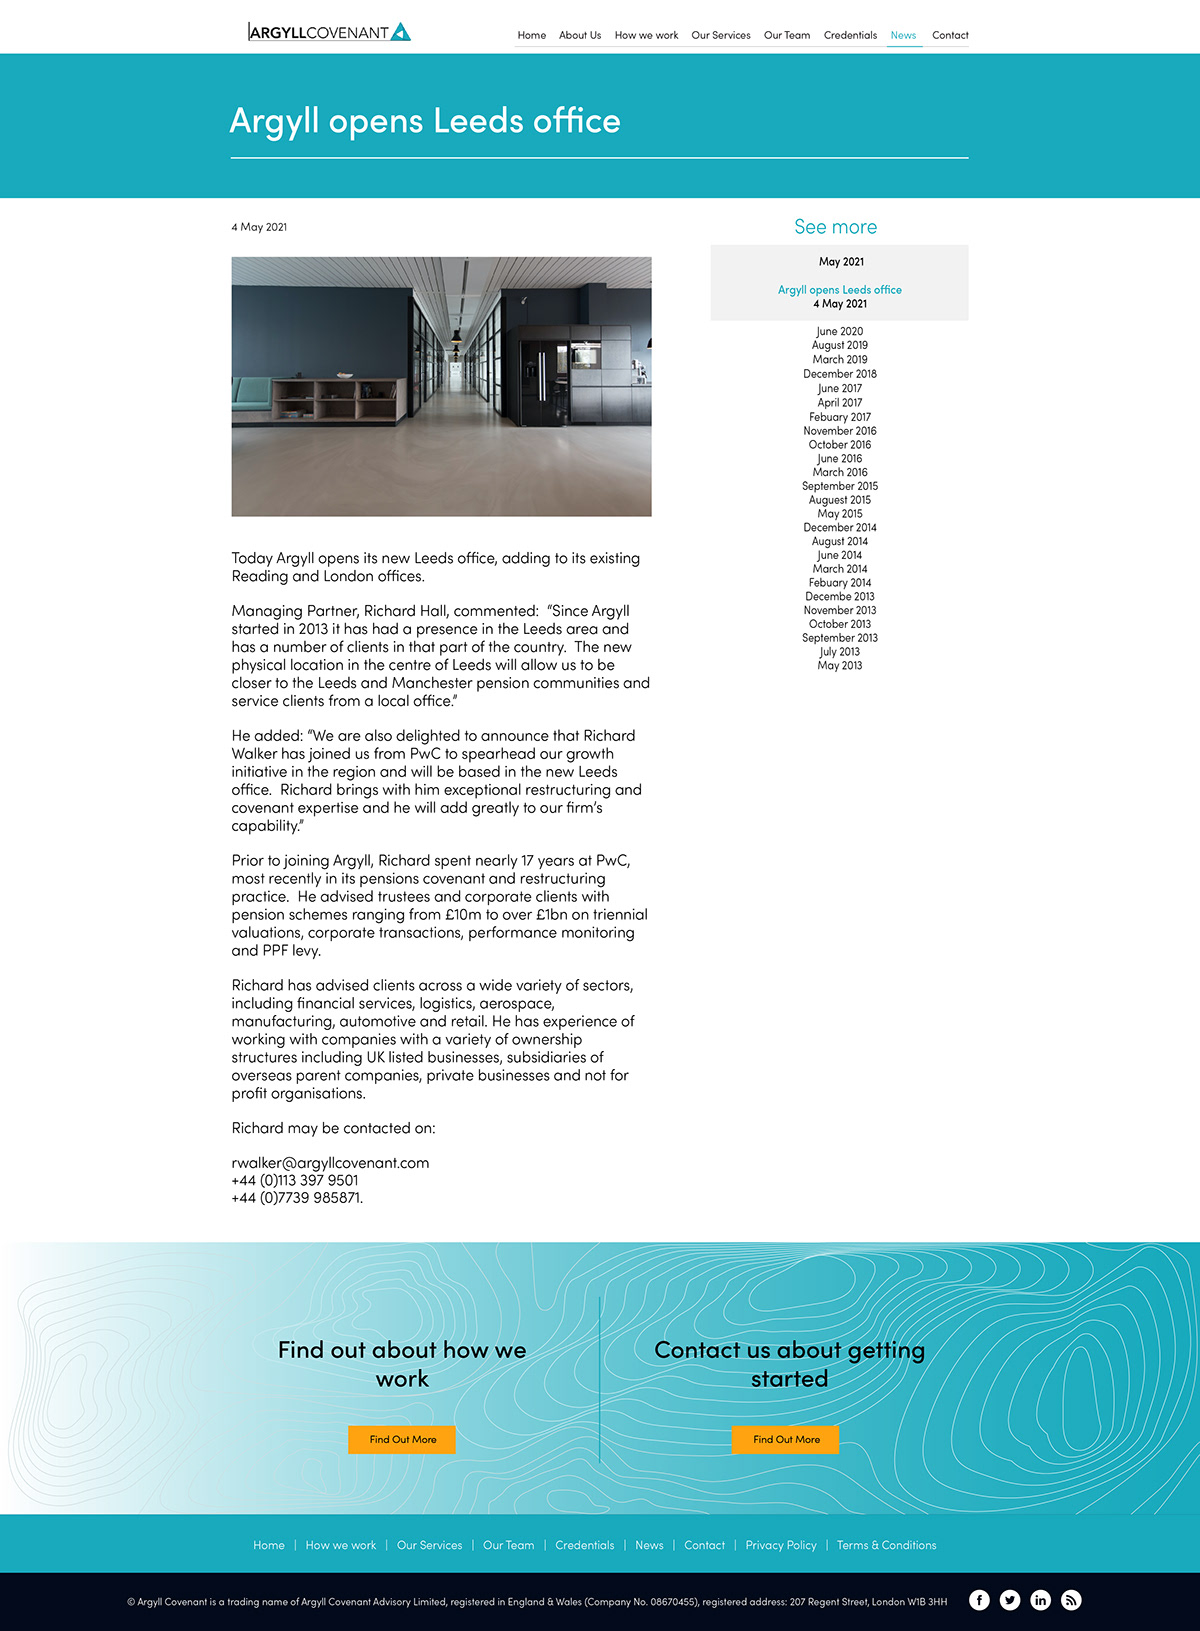 ARGYLLCOVENANT
Home About Us How we work Our Services Our Team Credentials News Contact
Argyll opens Leeds office
4 May 2021
Today Argyll opens its new Leeds office, adding to its existing
Reading and London offices.
Managing Partner, Richard Hall, commented:  “Since Argyll
started in 2013 it has had a presence in the Leeds area and
has a number of clients in that part of the country.  The new
physical location in the centre of Leeds will allow us to be
closer to the Leeds and Manchester pension communities and
service clients from a local office.”
He added: “We are also delighted to announce that Richard
Walker has joined us from PwC to spearhead our growth
initiative in the region and will be based in the new Leeds
office.  Richard brings with him exceptional restructuring and
covenant expertise and he will add greatly to our firm’s
capability.”
Prior to joining Argyll, Richard spent nearly 17 years at PwC,
most recently in its pensions covenant and restructuring
practice.  He advised trustees and corporate clients with
pension schemes ranging from £10m to over £1bn on triennial
valuations, corporate transactions, performance monitoring
and PPF levy.
Richard has advised clients across a wide variety of sectors,
including financial services, logistics, aerospace,
manufacturing, automotive and retail. He has experience of
working with companies with a variety of ownership
structures including UK listed businesses, subsidiaries of
overseas parent companies, private businesses and not for
profit organisations.
Richard may be contacted on:
rwalker@argyllcovenant.com
+44 (0)113 397 9501
+44 (0)7739 985871.
See more
May 2021
Argyll opens Leeds office
4 May 2021
June 2020
August 2019
March 2019
December 2018
June 2017
April 2017
Febuary 2017
November 2016
October 2016
June 2016
March 2016
September 2015
Auguest 2015
May 2015
December 2014
August 2014
June 2014
March 2014
Febuary 2014
Decembe 2013
November 2013
October 2013
September 2013
July 2013
May 2013
Find out about how we
work
Find Out More
Contact us about getting
started
Find Out More
Home | How we work | Our Services | Our Team | Credentials | News | Contact | Privacy Policy | Terms & Conditions
© Argyll Covenant is a trading name of Argyll Covenant Advisory Limited, registered in England & Wales (Company No. 08670455), registered address: 207 Regent Street, London W1B 3HH